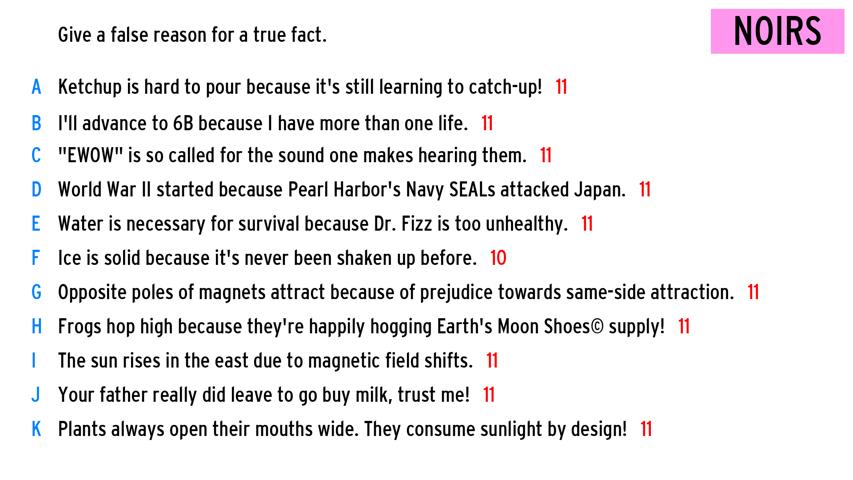 Give a false reason for a true fact.
NOIRS
A Ketchup is hard to pour because it's still learning to catch-up! 11
B I'll advance to 6B because I have more than one life. 11
C "EWOW" is so called for the sound one makes hearing them. 11
D World War II started because Pearl Harbor's Navy SEALs attacked Japan. 11
E Water is necessary for survival because Dr. Fizz is too unhealthy. 11
F Ice is solid because it's never been shaken up before. 10
G Opposite poles of magnets attract because of prejudice towards same-side attraction. 11
H Frogs hop high because they're happily hogging Earth's Moon Shoes© supply! 11
I The sun rises in the east due to magnetic field shifts. 11
J Your father really did leave to go buy milk, trust me! 11
K Plants always open their mouths wide. They consume sunlight by design! 11